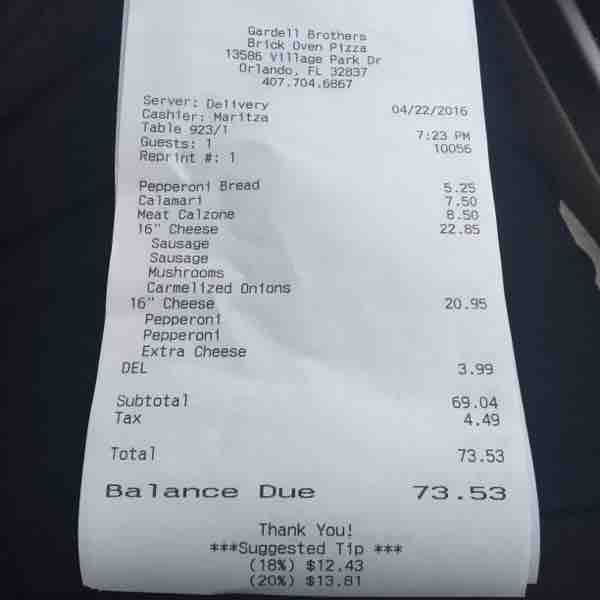 Gardell Brothers
Brick Oven Pizza
13586 Village Park Dr
Orlando, FL 32837
407.704.6867
Server: Delivery 04/22/2016
Cashier: Maritza
Table 923/1 7:23 PM
Guests: 1 10056
Reprint #: 1
Pepperoni Bread 5.25
Calamari 7.50
Meat Calzone 8.50
16" Cheese 22.85
Sausage
Sausage
Mushrooms
Carmelized Onions
16" Cheese 20.95
Pepperoni
Pepperoni
Extra Cheese
DEL 3.99
Subtotal 69.04
Tax 4.49
Total 73.53
Balance Due 73.53
Thank You!
***Suggested Tip ***
(18%) $12.43
(20%) $13.81